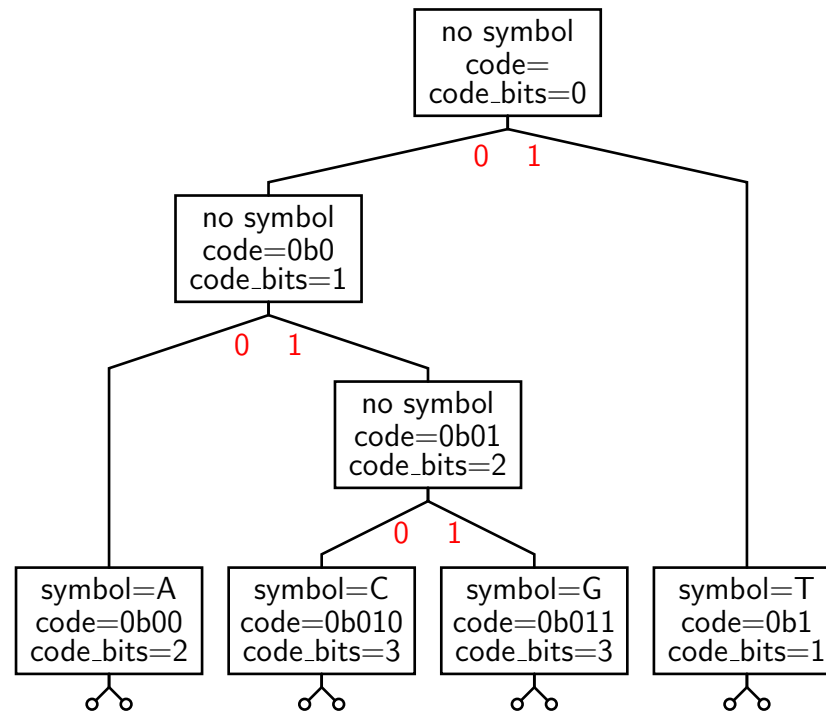 no symbol
code=
code_bits=0
0 1
no symbol
code=0b0
code_bits=1
0 1
no symbol
code=0b01
code_bits=2
0 1
symbol=A
code=0b00
code_bits=2
symbol=C
code=0b010
code_bits=3
symbol=G
code=0b011
code_bits=3
symbol=T
code=0b1
code_bits=1